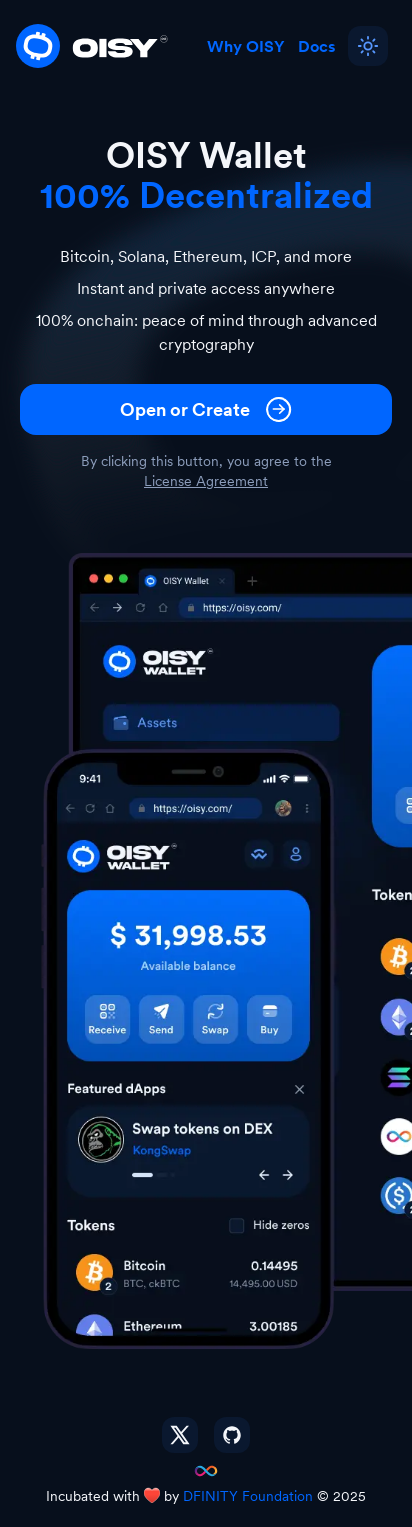 OISY
Why OISY
Docs
OISY Wallet
100% Decentralized
Bitcoin, Solana, Ethereum, ICP, and more
Instant and private access anywhere
100% onchain: peace of mind through advanced
cryptography
Open or Create
By clicking this button, you agree to the
License Agreement
OISY Wallet
https://oisy.com/
OISY
WALLET
Assets
9:41
https://oisy.com/
OISY
WALLET
$ 31,998.53
Available balance
Receive
Send
Swap
Buy
Featured dApps
Swap tokens on DEX
KongSwap
Tokens
Hide zeros
Bitcoin
0.14495
BTC, ckBTC
14,495.00 USD
2
Ethereum
3.00185
Token
Incubated with ❤️ by DFINITY Foundation © 2025